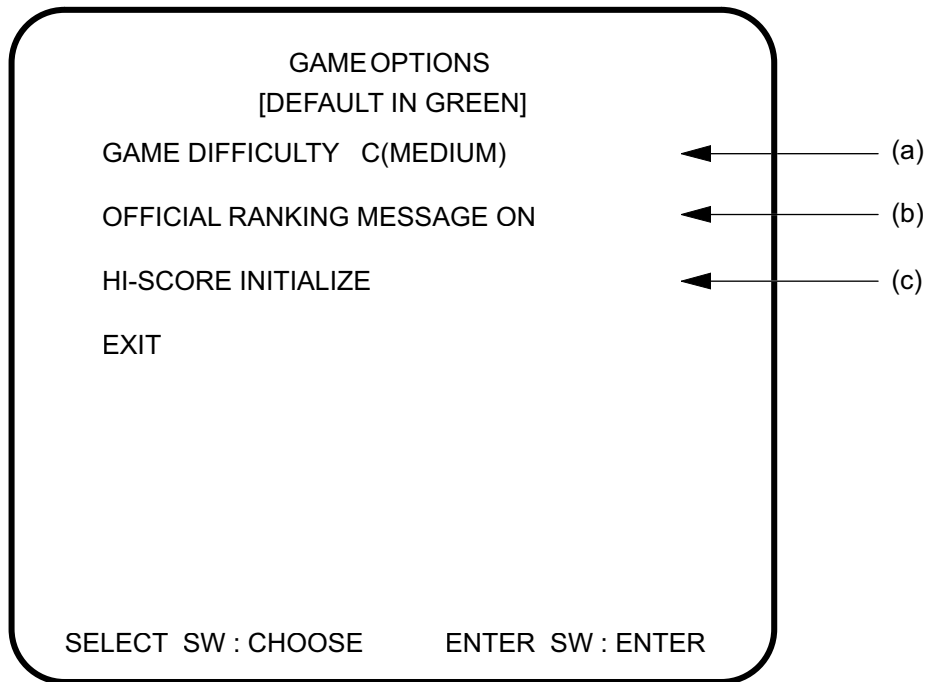 GAME OPTIONS
[DEFAULT IN GREEN]
GAME DIFFICULTY C(MEDIUM) (a)
OFFICIAL RANKING MESSAGE ON (b)
HI-SCORE INITIALIZE (c)
EXIT
SELECT SW : CHOOSE ENTER SW : ENTER